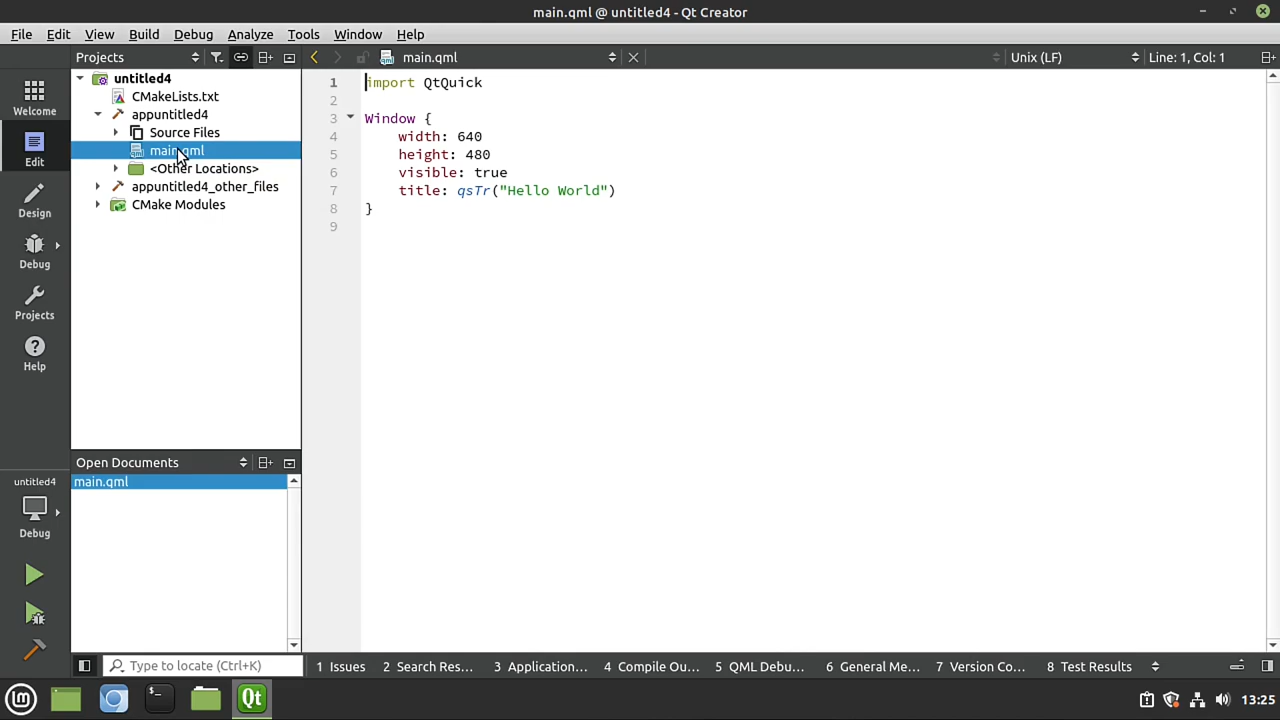 main.qml @ untitled4 - Qt Creator
File Edit View Build Debug Analyze Tools Window Help
Projects main.qml Unix (LF) Line: 1, Col: 1
Welcome
Edit
Design
Debug
Projects
Help
untitled4
Debug
untitled4
CMakeLists.txt
appuntitled4
Source Files
main.qml
<Other Locations>
appuntitled4_other_files
CMake Modules
Open Documents
main.qml
1 import QtQuick
2
3 Window {
4 width: 640
5 height: 480
6 visible: true
7 title: qsTr("Hello World")
8 }
9
Type to locate (Ctrl+K) 1 Issues 2 Search Res... 3 Application... 4 Compile Ou... 5 QML Debu... 6 General Me... 7 Version Co... 8 Test Results
Qt 13:25